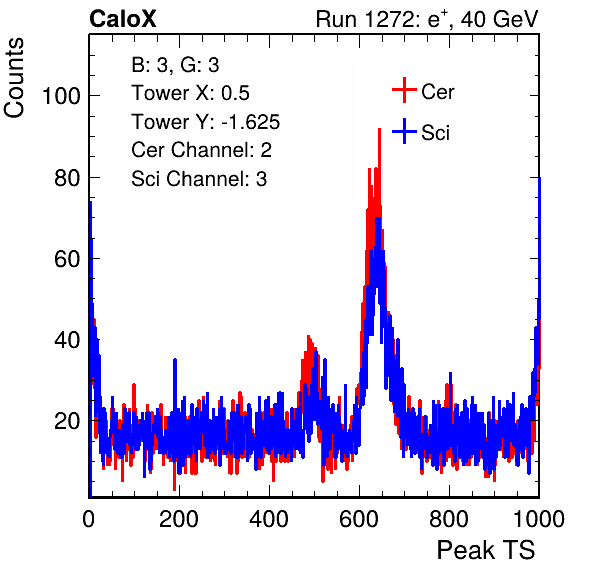 CaloX Run 1272: e⁺, 40 GeV
B: 3, G: 3
Tower X: 0.5
Tower Y: -1.625
Cer Channel: 2
Sci Channel: 3
Cer
Sci
Counts
100
80
60
40
20
0 200 400 600 800 1000
Peak TS